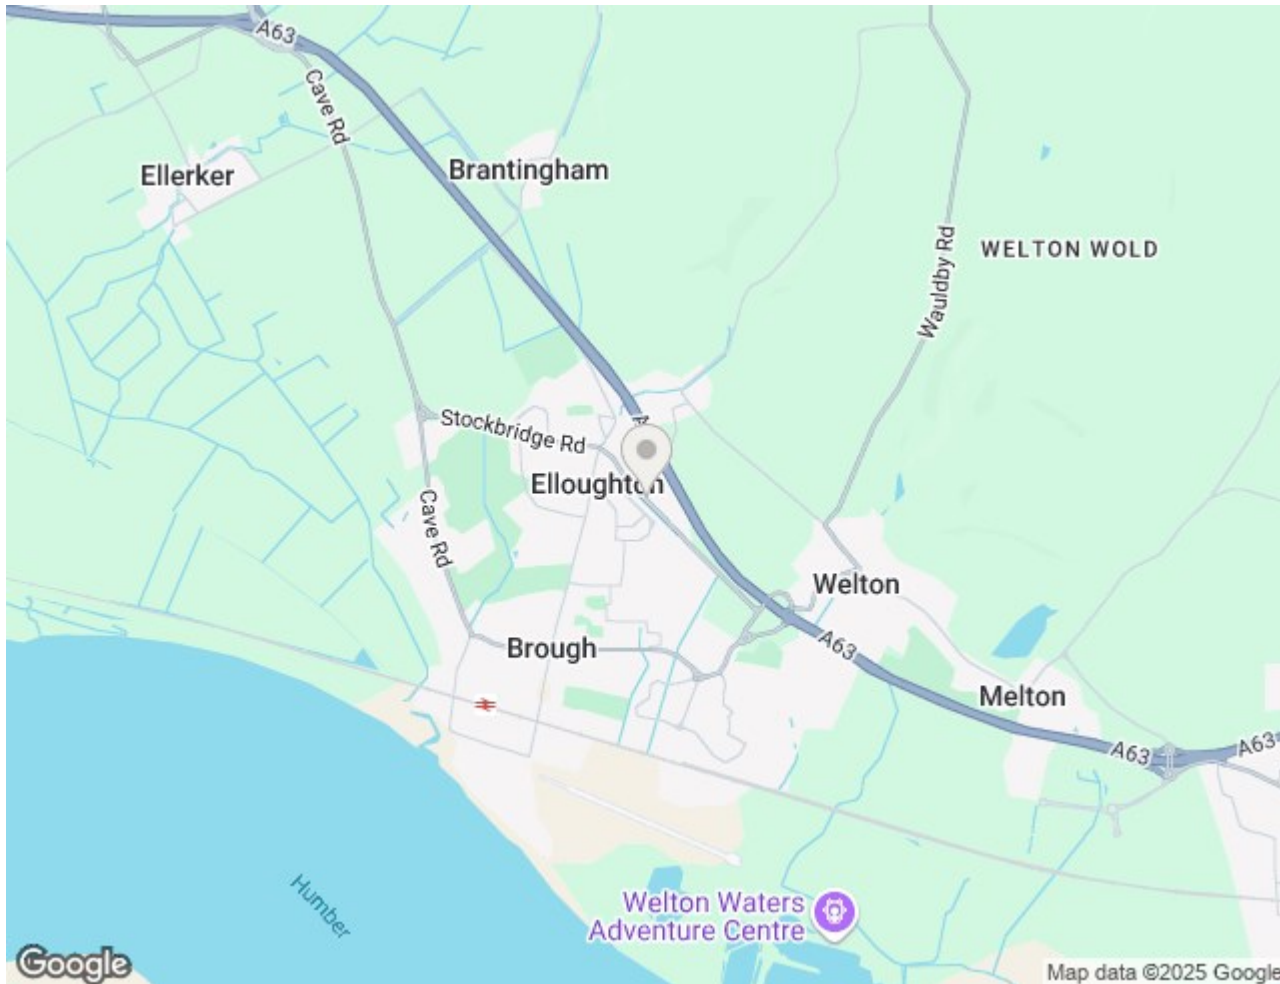 A63
Cave Rd
Ellerker
Brantingham
WELTON WOLD
Wauldby Rd
Stockbridge Rd
Elloughton
Cave Rd
Welton
Brough
A63
Melton
A63
A63
Humber
Welton Waters
Adventure Centre
Google
Map data ©2025 Google